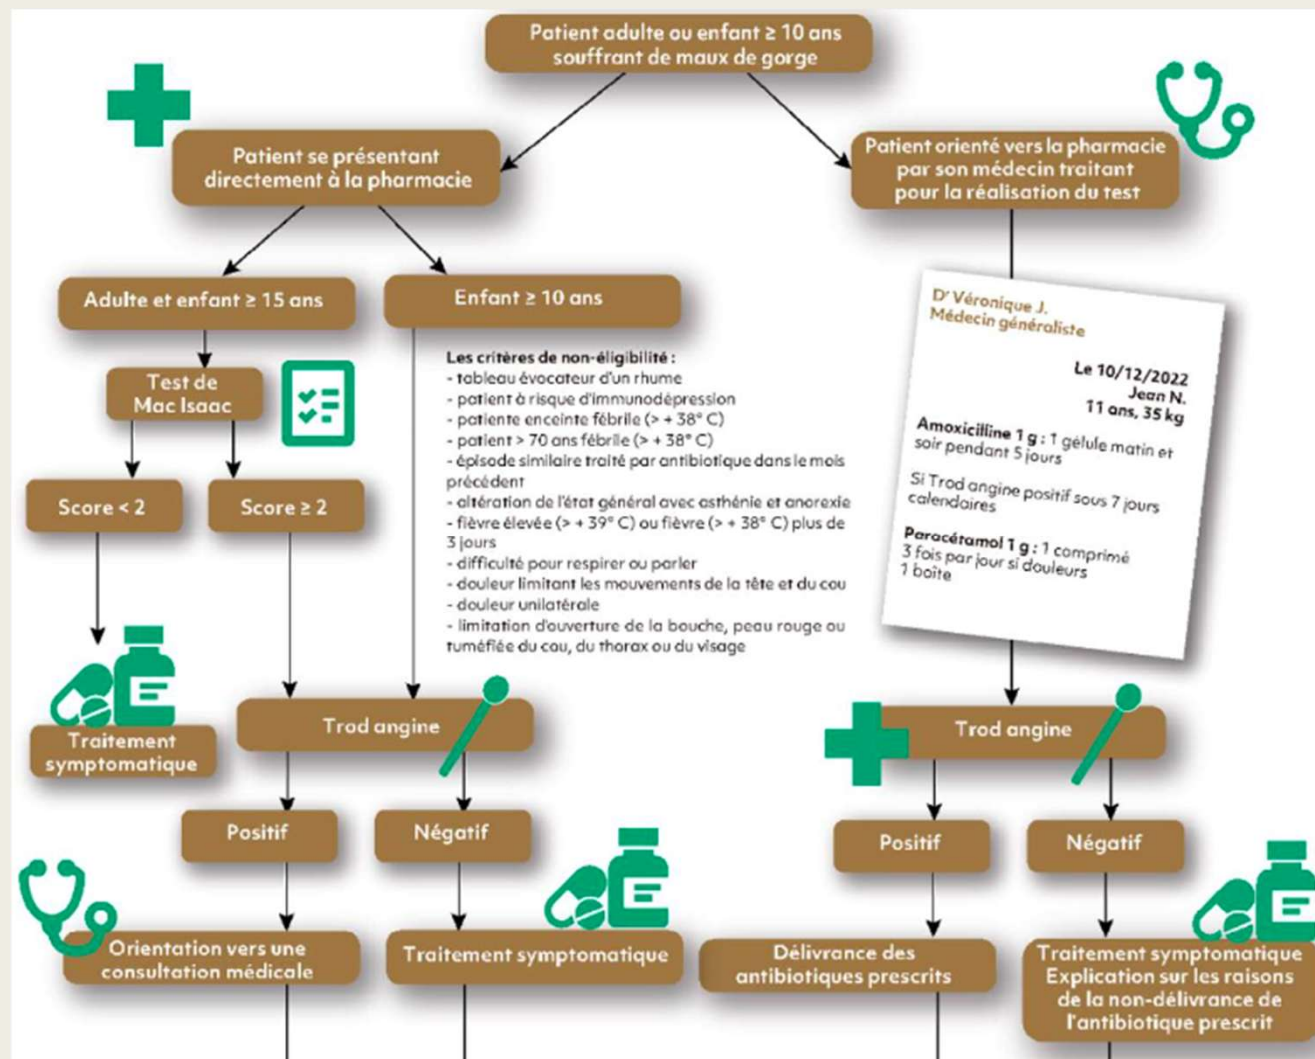 Patient adulte ou enfant ≥ 10 ans
souffrant de maux de gorge
Patient se présentant
directement à la pharmacie
Patient orienté vers la pharmacie
par son médecin traitant
pour la réalisation du test
Adulte et enfant ≥ 15 ans
Enfant ≥ 10 ans
Test de
Mac Isaac
Score < 2
Score ≥ 2
Les critères de non-éligibilité :
- tableau évocateur d'un rhume
- patient à risque d'immunodépression
- patiente enceinte fébrile (> + 38° C)
- patient > 70 ans fébrile (> + 38° C)
- épisode similaire traité par antibiotique dans le mois
précédent
- altération de l'état général avec asthénie et anorexie
- fièvre élevée (> + 39° C) ou fièvre (> + 38° C) plus de
3 jours
- difficulté pour respirer ou parler
- douleur limitant les mouvements de la tête et du cou
- douleur unilatérale
- limitation d'ouverture de la bouche, peau rouge ou
tuméfiée du cou, du thorax ou du visage
Dr Véronique J.
Médecin généraliste
Le 10/12/2022
Jean N.
11 ans, 35 kg
Amoxicilline 1 g : 1 gélule matin et
soir pendant 5 jours
Si Trod angine positif sous 7 jours
calendaires
Paracétamol 1 g : 1 comprimé
3 fois par jour si douleurs
1 boîte
Traitement
symptomatique
Trod angine
Trod angine
Positif
Négatif
Positif
Négatif
Orientation vers une
consultation médicale
Traitement symptomatique
Délivrance des
antibiotiques prescrits
Traitement symptomatique
Explication sur les raisons
de la non-délivrance de
l'antibiotique prescrit